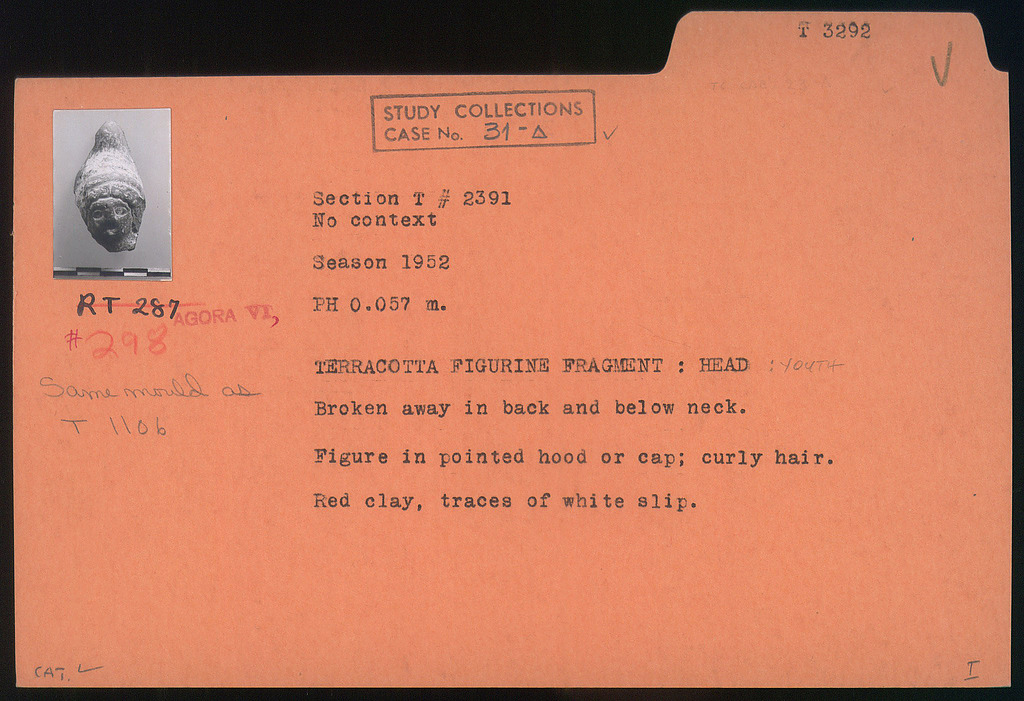 T 3292
STUDY COLLECTIONS
CASE No. 31-Δ
Section T # 2391
No context
Season 1952
PH 0.057 m.
RT 287
AGORA VI,
# 298
Same mould as
T 1106
TERRACOTTA FIGURINE FRAGMENT : HEAD : YOUTH
Broken away in back and below neck.
Figure in pointed hood or cap; curly hair.
Red clay, traces of white slip.
CAT.
I